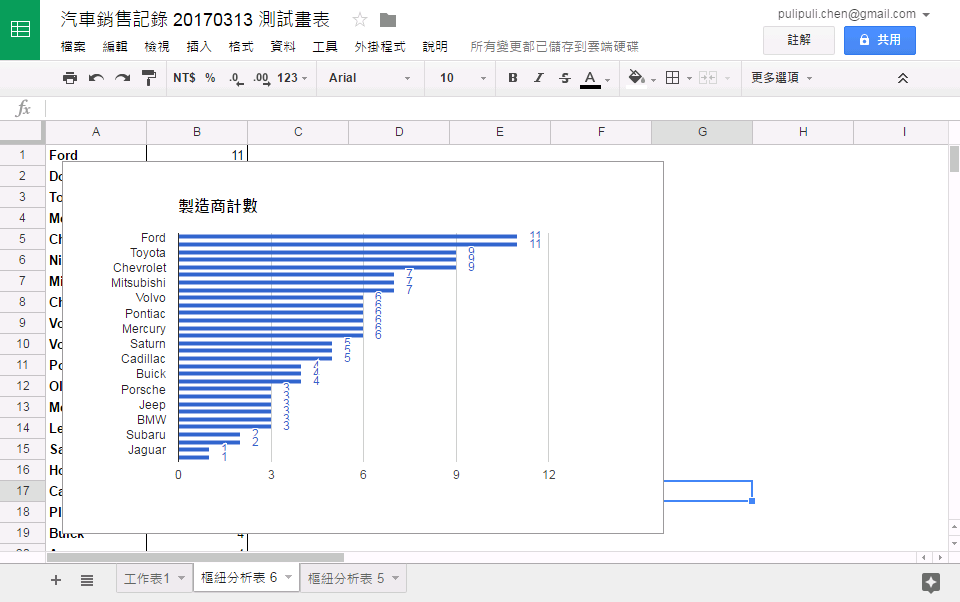 汽車銷售記錄 20170313 測試畫表
pulipuli.chen@gmail.com
檔案 編輯 檢視 插入 格式 資料 工具 外掛程式 說明 所有變更都已儲存到雲端硬碟
註解
共用
NT$ % .0 .00 123 Arial 10 B I S A 更多選項
fx
A B C D E F G H I
1 Ford 11
2 Do
3 To
4 Me
5 Ch
6 Ni
7 Mi
8 Ch
9 Vo
10 Vo
11 Po
12 Ol
13 Me
14 Le
15 Sa
16 Ho
17 Ca
18 Pl
19 Buick 4
製造商計數
Ford 11
11
Toyota 9
9
Chevrolet 9
7
Mitsubishi 7
7
Volvo 6
6
Pontiac 6
6
Mercury 6
6
Saturn 5
5
Cadillac 5
4
Buick 4
4
Porsche 3
3
Jeep 3
3
BMW 3
3
Subaru 2
2
Jaguar 1
1
0 3 6 9 12
工作表1 樞紐分析表 6 樞紐分析表 5